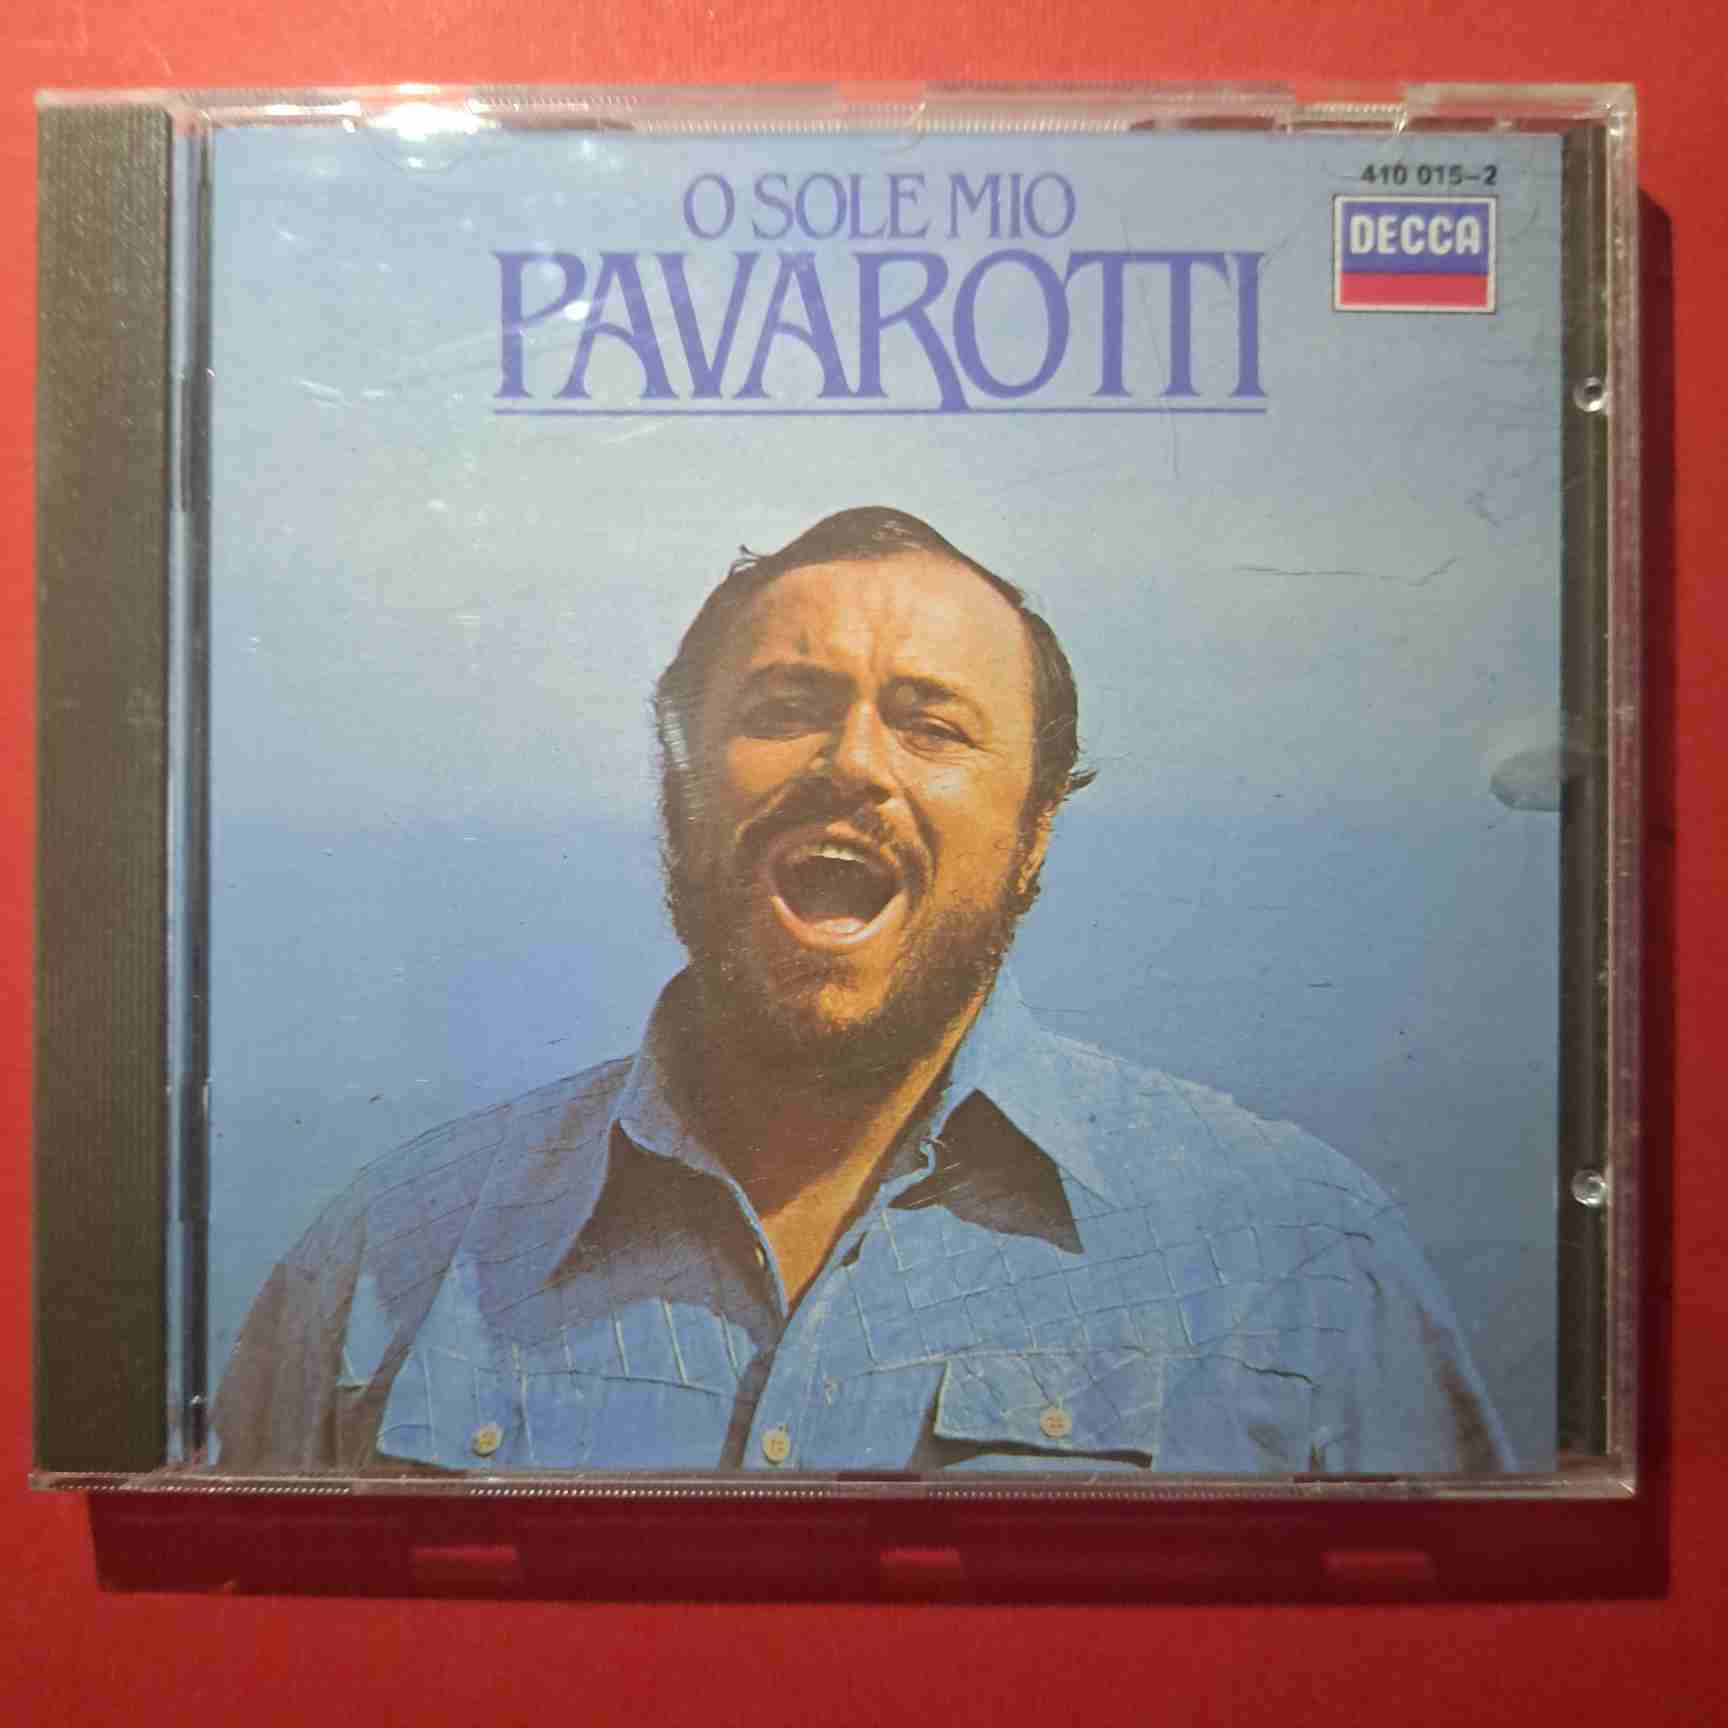 O SOLE MIO
PAVAROTTI
410 015-2
DECCA